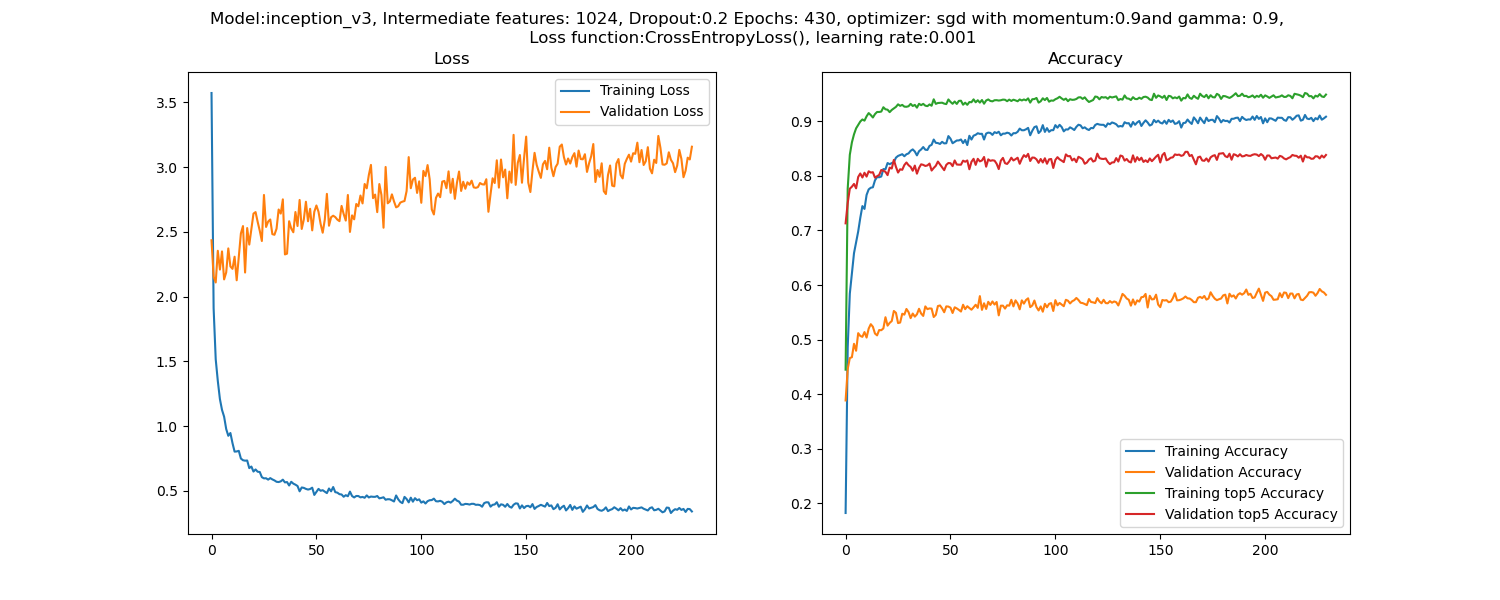 Model:inception_v3, Intermediate features: 1024, Dropout:0.2 Epochs: 430, optimizer: sgd with momentum:0.9and gamma: 0.9,
Loss function:CrossEntropyLoss(), learning rate:0.001
Loss
3.5
3.0
2.5
2.0
1.5
1.0
0.5
0
50
100
150
200
Training Loss
Validation Loss
Accuracy
0.9
0.8
0.7
0.6
0.5
0.4
0.3
0.2
0
50
100
150
200
Training Accuracy
Validation Accuracy
Training top5 Accuracy
Validation top5 Accuracy